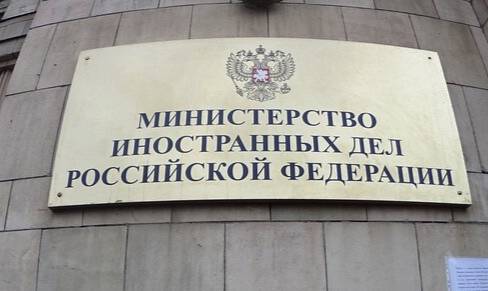 МИНИСТЕРСТВО
ИНОСТРАННЫХ ДЕЛ
РОССИЙСКОЙ ФЕДЕРАЦИИ